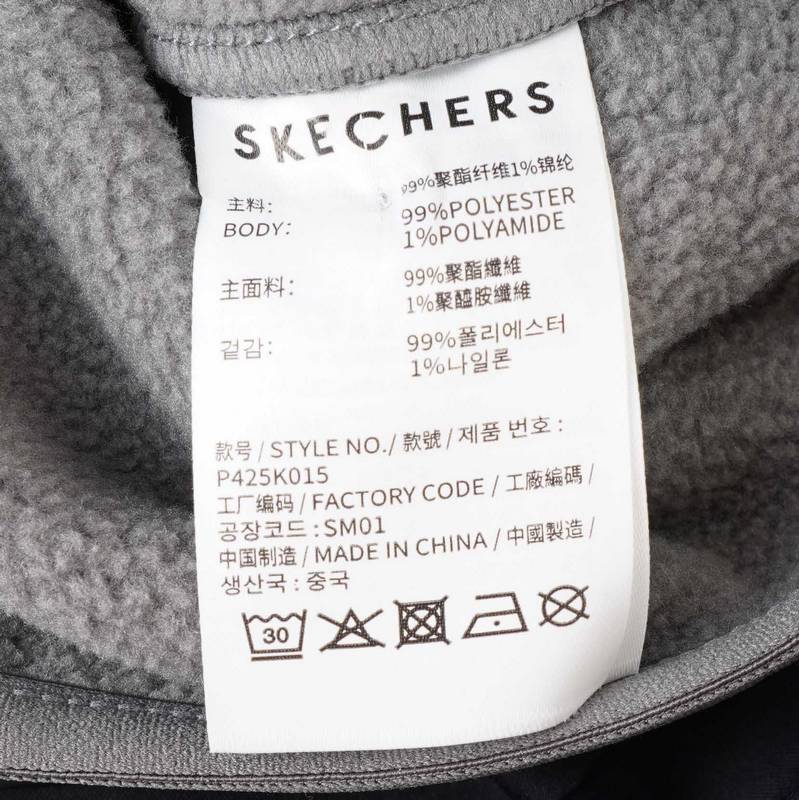 SKECHERS
主料: 99%聚酯纤维1%锦纶
BODY: 99%POLYESTER
1%POLYAMIDE
主面料: 99%聚酯纖維
1%聚醯胺纖維
겉감: 99%폴리에스터
1%나일론
款号 / STYLE NO./ 款號 / 제품 번호 :
P425K015
工厂编码 / FACTORY CODE / 工廠編碼 /
공장코드 : SM01
中国制造 / MADE IN CHINA / 中國製造 /
생산국 : 중국
30